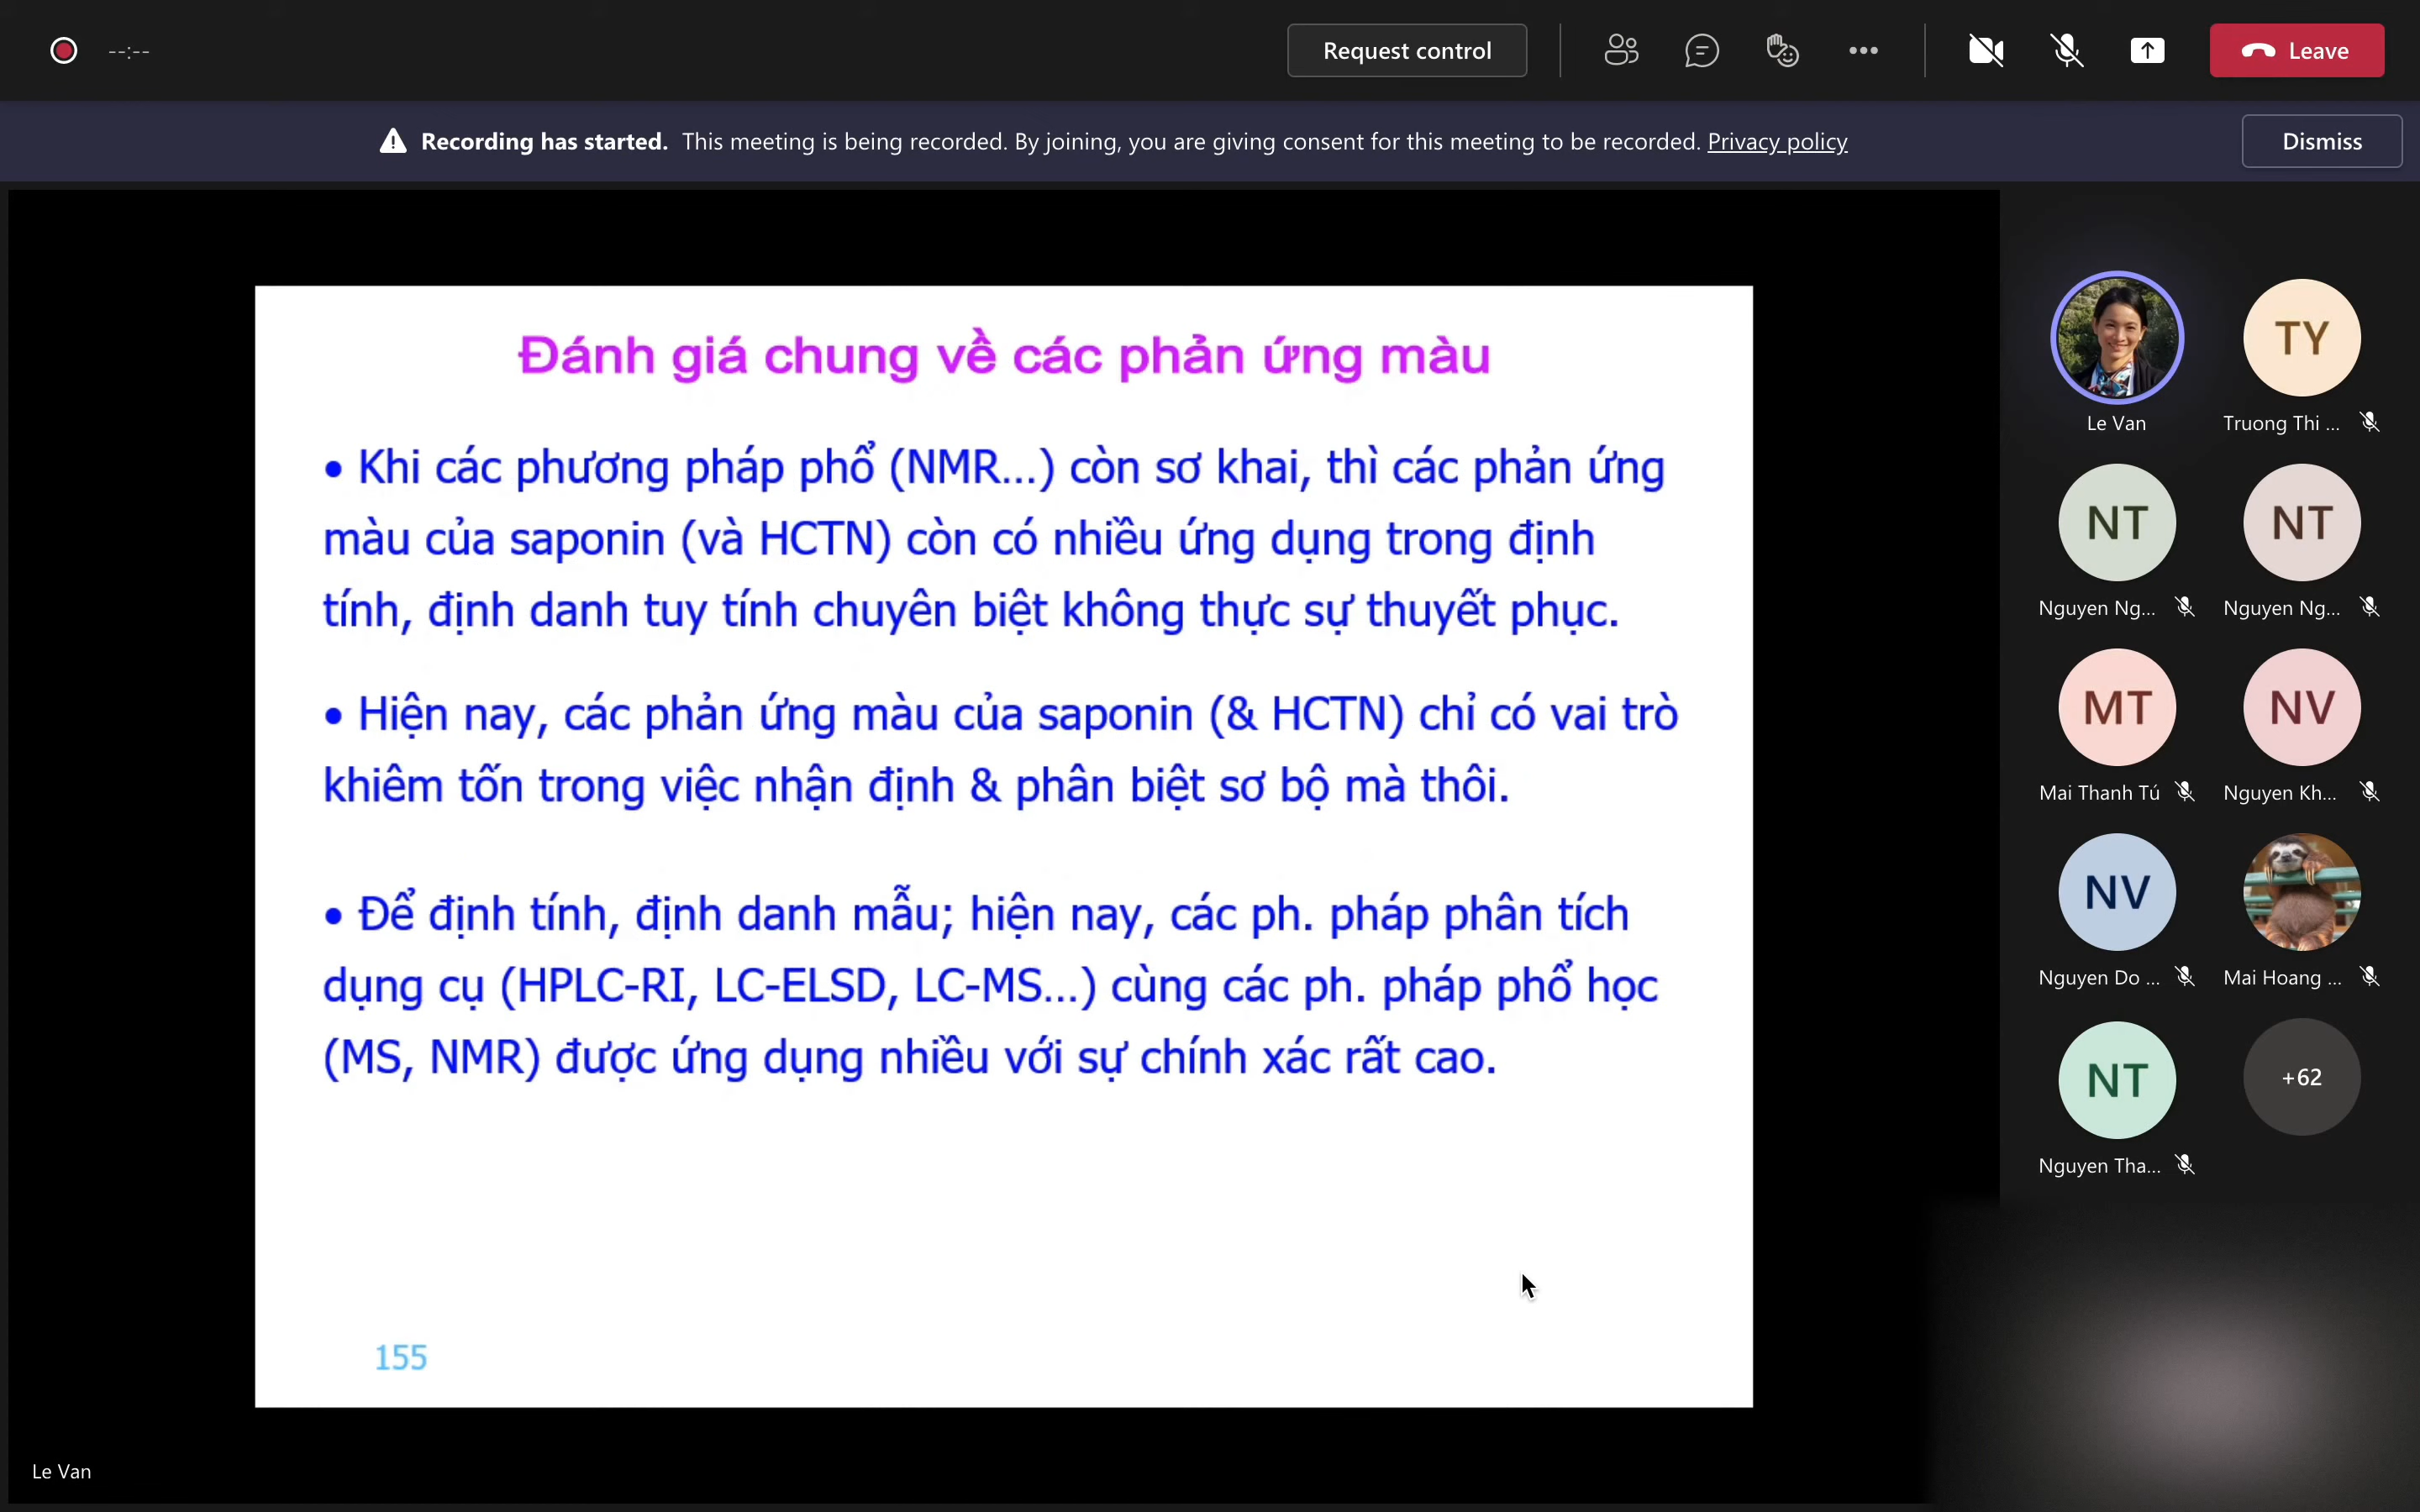 --:--
Request control
Leave
Recording has started. This meeting is being recorded. By joining, you are giving consent for this meeting to be recorded. Privacy policy
Dismiss
Đánh giá chung về các phản ứng màu
• Khi các phương pháp phổ (NMR...) còn sơ khai, thì các phản ứng
màu của saponin (và HCTN) còn có nhiều ứng dụng trong định
tính, định danh tuy tính chuyên biệt không thực sự thuyết phục.
• Hiện nay, các phản ứng màu của saponin (& HCTN) chỉ có vai trò
khiêm tốn trong việc nhận định & phân biệt sơ bộ mà thôi.
• Để định tính, định danh mẫu; hiện nay, các ph. pháp phân tích
dụng cụ (HPLC-RI, LC-ELSD, LC-MS...) cùng các ph. pháp phổ học
(MS, NMR) được ứng dụng nhiều với sự chính xác rất cao.
155
Le Van
TY
Le Van
Truong Thi ...
NT
NT
Nguyen Ng...
Nguyen Ng...
MT
NV
Mai Thanh Tú
Nguyen Kh...
NV
Nguyen Do ...
Mai Hoang ...
NT
+62
Nguyen Tha...